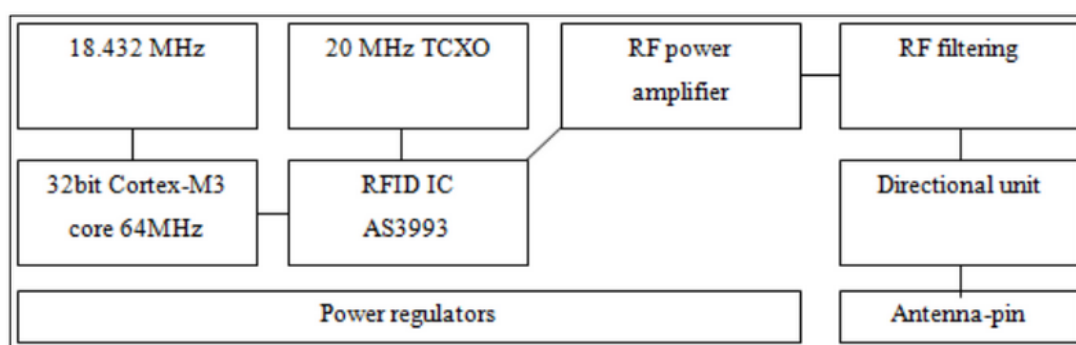 18.432 MHz
20 MHz TCXO
RF power
amplifier
RF filtering
32bit Cortex-M3
core 64MHz
RFID IC
AS3993
Directional unit
Power regulators
Antenna-pin